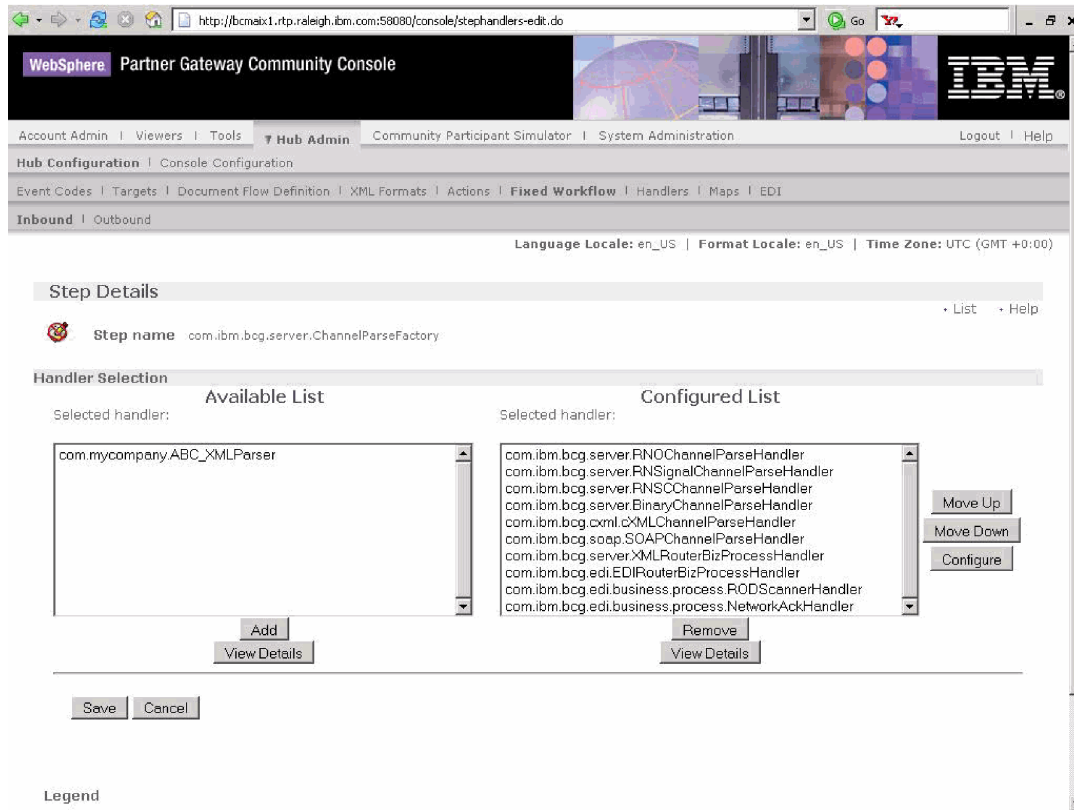 http://bcmaix1.rtp.raleigh.ibm.com:58080/console/stephandlers-edit.do Go
WebSphere Partner Gateway Community Console
IBM
Account Admin | Viewers | Tools Hub Admin Community Participant Simulator | System Administration Logout | Help
Hub Configuration | Console Configuration
Event Codes | Targets | Document Flow Definition | XML Formats | Actions | Fixed Workflow | Handlers | Maps | EDI
Inbound | Outbound
Language Locale: en_US | Format Locale: en_US | Time Zone: UTC (GMT +0:00)
Step Details
List Help
Step name com.ibm.bcg.server.ChannelParseFactory
Handler Selection
Available List
Selected handler:
com.mycompany.ABC_XMLParser
Add
View Details
Configured List
Selected handler:
com.ibm.bcg.server.RNOChannelParseHandler
com.ibm.bcg.server.RNSignalChannelParseHandler
com.ibm.bcg.server.RNSCChannelParseHandler
com.ibm.bcg.server.BinaryChannelParseHandler
com.ibm.bcg.cxml.cXMLChannelParseHandler
com.ibm.bcg.soap.SOAPChannelParseHandler
com.ibm.bcg.server.XMLRouterBizProcessHandler
com.ibm.bcg.edi.EDIRouterBizProcessHandler
com.ibm.bcg.edi.business.process.RODScannerHandler
com.ibm.bcg.edi.business.process.NetworkAckHandler
Remove
View Details
Move Up
Move Down
Configure
Save Cancel
Legend